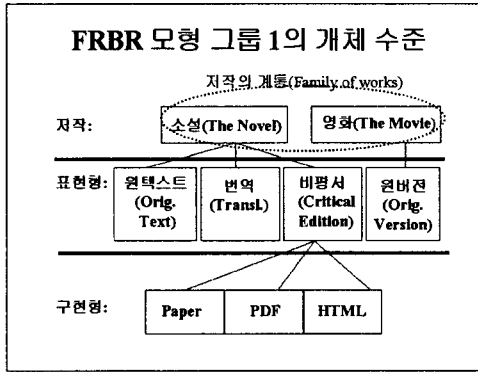 FRBR 모형 그룹 1의 개체 수준
저작의 계통(Family of works)
저작:
소설(The Novel)
영화(The Movie)
표현형:
원텍스트
(Orig.
Text)
번역
(Transl.)
비평서
(Critical
Edition)
원버젼
(Orig.
Version)
구현형:
Paper
PDF
HTML